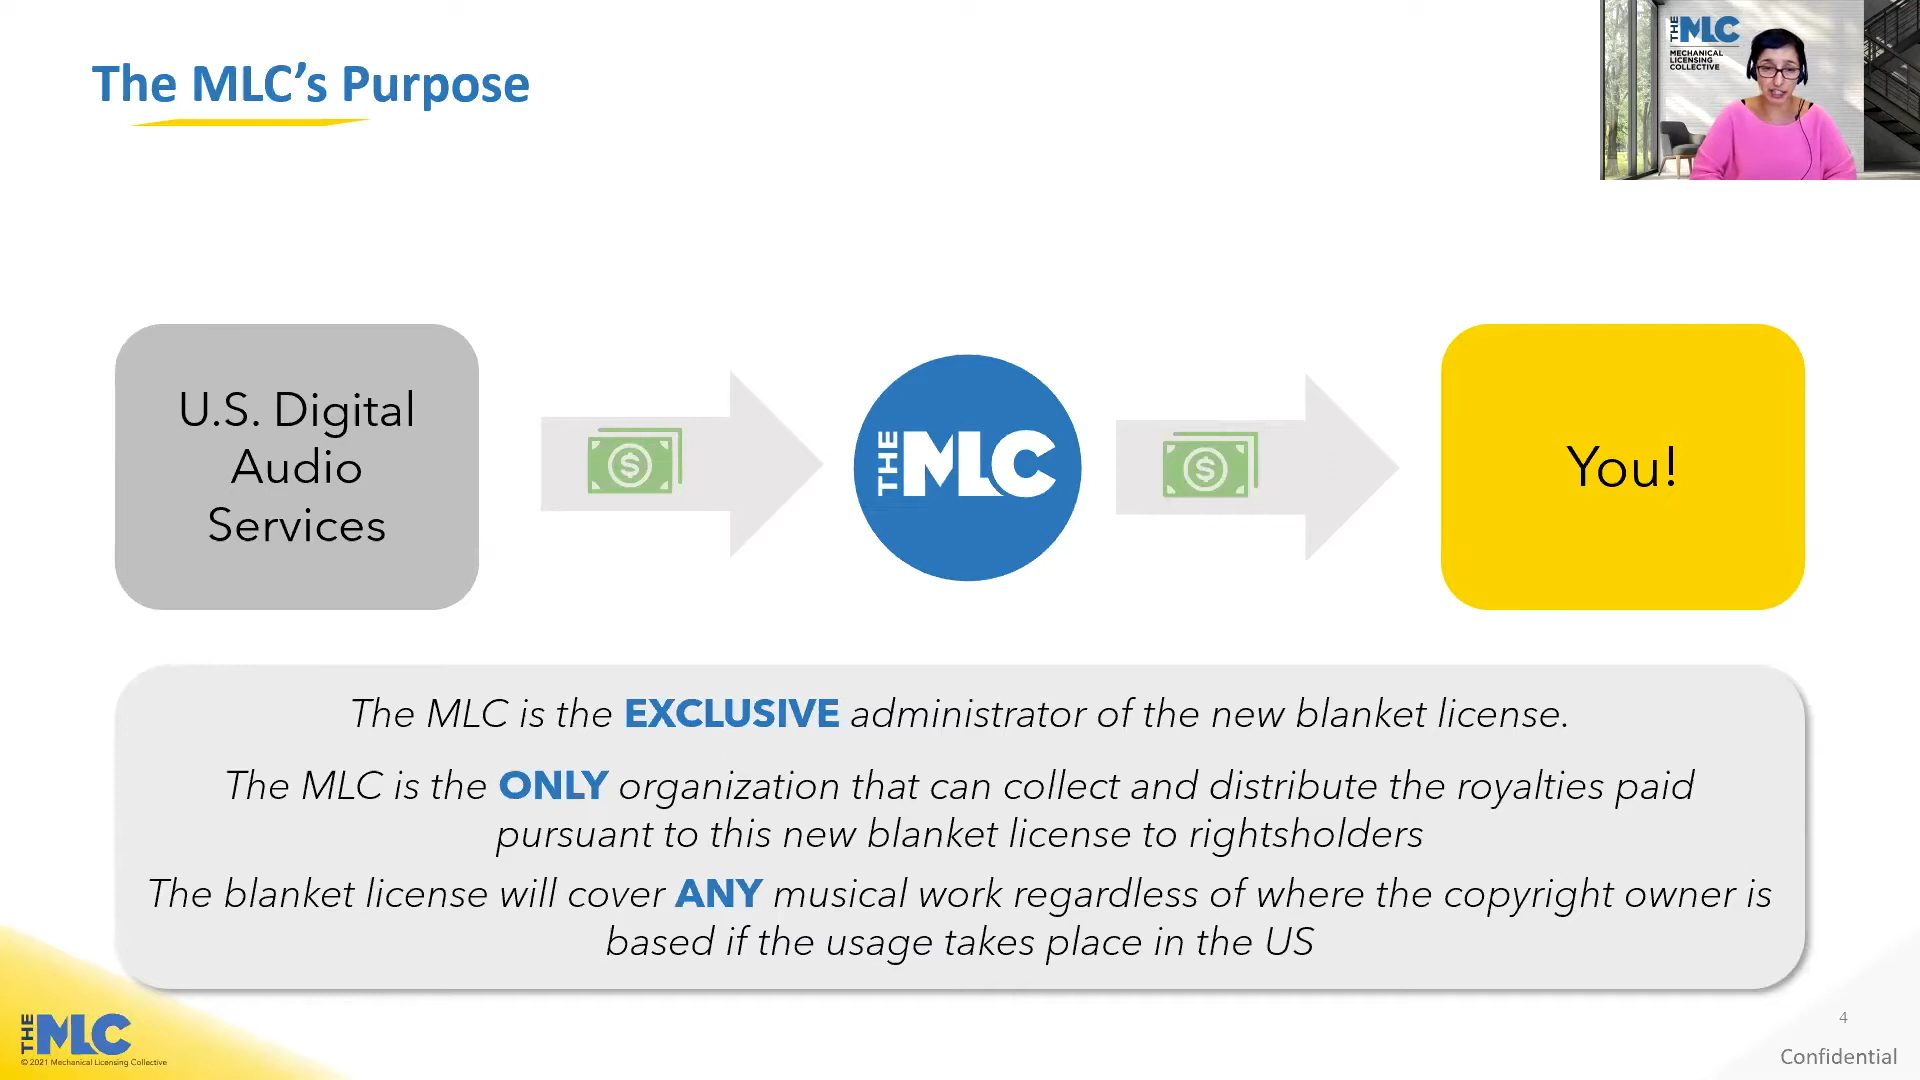 The MLC's Purpose
THE MLC
MECHANICAL
LICENSING
COLLECTIVE
U.S. Digital
Audio
Services
THE MLC
You!
The MLC is the EXCLUSIVE administrator of the new blanket license.
The MLC is the ONLY organization that can collect and distribute the royalties paid
pursuant to this new blanket license to rightsholders
The blanket license will cover ANY musical work regardless of where the copyright owner is
based if the usage takes place in the US
THE MLC
© 2021 Mechanical Licensing Collective
4
Confidential